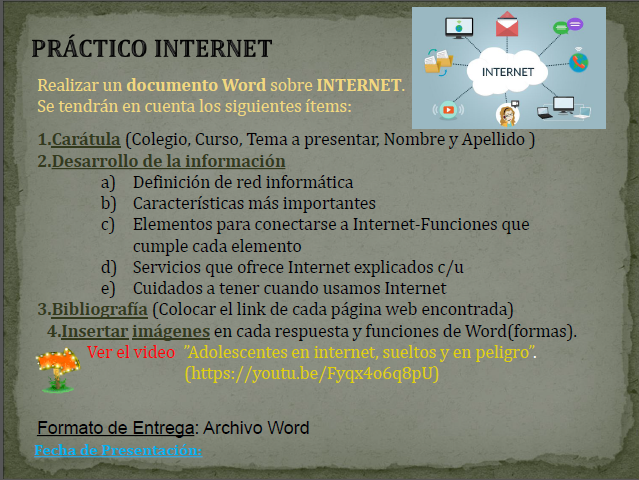 PRÁCTICO INTERNET
INTERNET
Realizar un documento Word sobre INTERNET.
Se tendrán en cuenta los siguientes ítems:
1.Carátula (Colegio, Curso, Tema a presentar, Nombre y Apellido )
2.Desarrollo de la información
a) Definición de red informática
b) Características más importantes
c) Elementos para conectarse a Internet-Funciones que
cumple cada elemento
d) Servicios que ofrece Internet explicados c/u
e) Cuidados a tener cuando usamos Internet
3.Bibliografía (Colocar el link de cada página web encontrada)
4.Insertar imágenes en cada respuesta y funciones de Word(formas).
Ver el video "Adolescentes en internet, sueltos y en peligro".
(https://youtu.be/Fyqx4o6q8pU)
Formato de Entrega: Archivo Word
Fecha de Presentación: